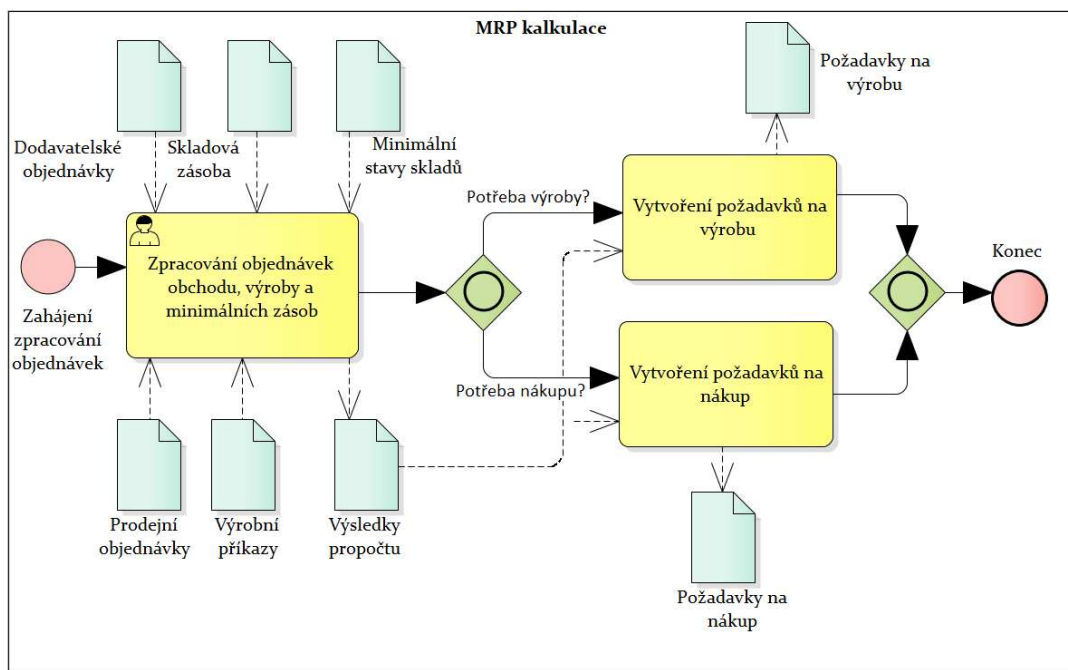 MRP kalkulace
Dodavatelské
objednávky
Skladová
zásoba
Minimální
stavy skladů
Požadavky na
výrobu
Zahájení
zpracování
objednávek
Zpracování objednávek
obchodu, výroby a
minimálních zásob
Potřeba výroby?
Vytvoření požadavků na
výrobu
Potřeba nákupu?
Vytvoření požadavků na
nákup
Konec
Prodejní
objednávky
Výrobní
příkazy
Výsledky
propočtu
Požadavky na
nákup